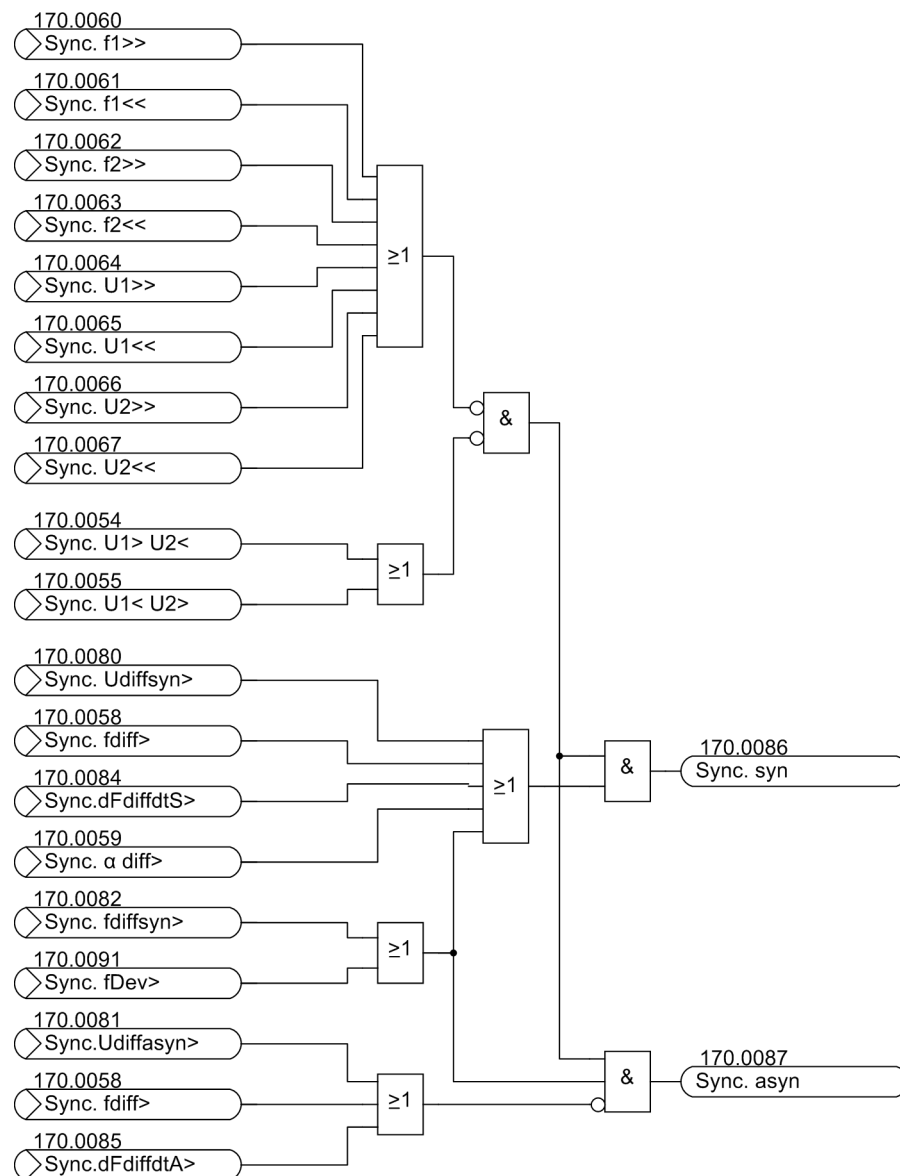 170.0060
Sync. f1>>
170.0061
Sync. f1<<
170.0062
Sync. f2>>
170.0063
Sync. f2<<
170.0064
Sync. U1>>
170.0065
Sync. U1<<
170.0066
Sync. U2>>
170.0067
Sync. U2<<
≥1
&
170.0054
Sync. U1> U2<
170.0055
Sync. U1< U2>
≥1
170.0080
Sync. Udiffsyn>
170.0058
Sync. fdiff>
170.0084
Sync.dFdiffdtS>
170.0059
Sync. α diff>
≥1
&
170.0086
Sync. syn
170.0082
Sync. fdiffsyn>
170.0091
Sync. fDev>
≥1
170.0081
Sync.Udiffasyn>
170.0058
Sync. fdiff>
170.0085
Sync.dFdiffdtA>
≥1
&
170.0087
Sync. asyn